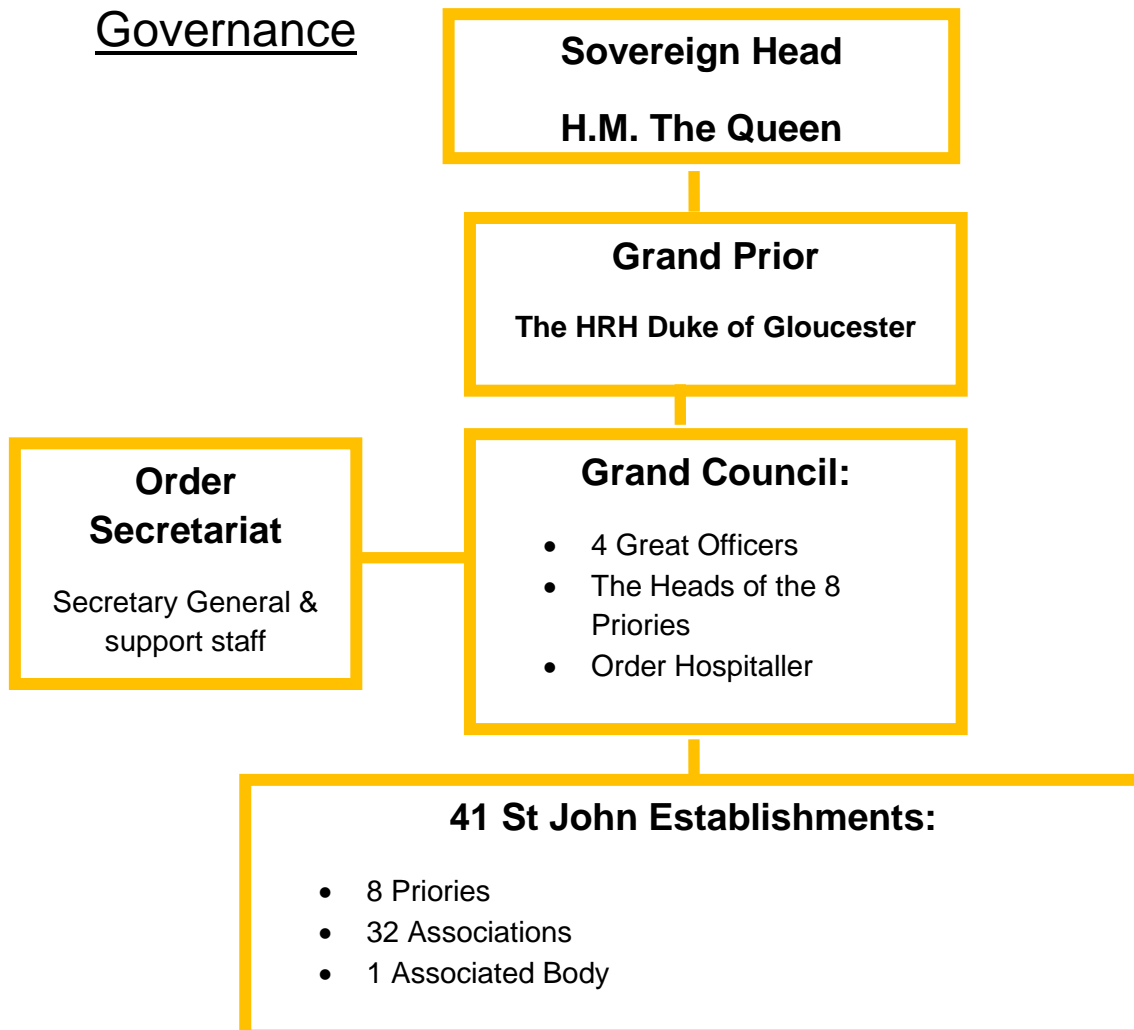 Governance
Sovereign Head
H.M. The Queen
Grand Prior
The HRH Duke of Gloucester
Order
Secretariat
Secretary General &
support staff
Grand Council:
• 4 Great Officers
• The Heads of the 8
Priories
• Order Hospitaller
41 St John Establishments:
• 8 Priories
• 32 Associations
• 1 Associated Body